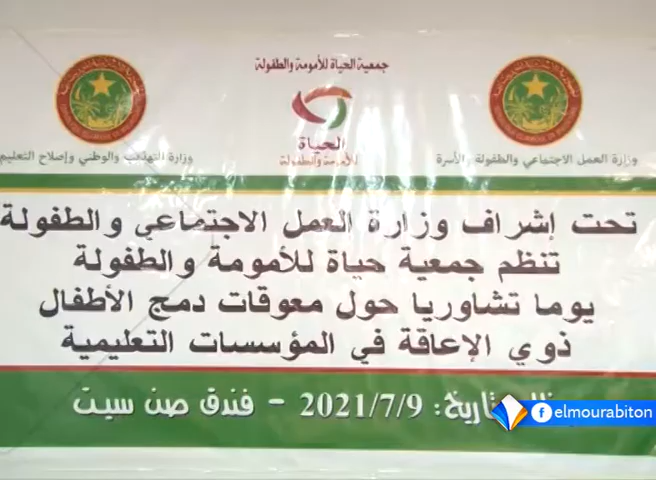 جمعية الحياة للأمومة والطفولة
الحياة
للأمومة والطفولة
وزارة العمل الاجتماعي والطفولة والأسرة
وزارة التهذيب والوطني وإصلاح التعليم
تحت إشراف وزارة العمل الاجتماعي والطفولة
تنظم جمعية حياة للأمومة والطفولة
يوما تشاوريا حول معوقات دمج الأطفال
ذوي الإعاقة في المؤسسات التعليمية
بتاريخ: 2021/7/9 - فندق صن سيت
elmourabiton